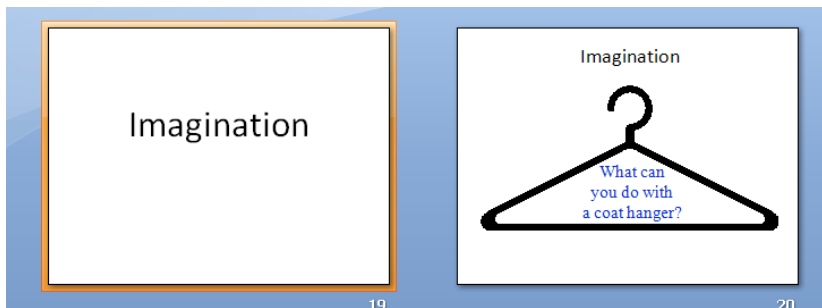 Imagination
19
Imagination
What can
you do with
a coat hanger?
20